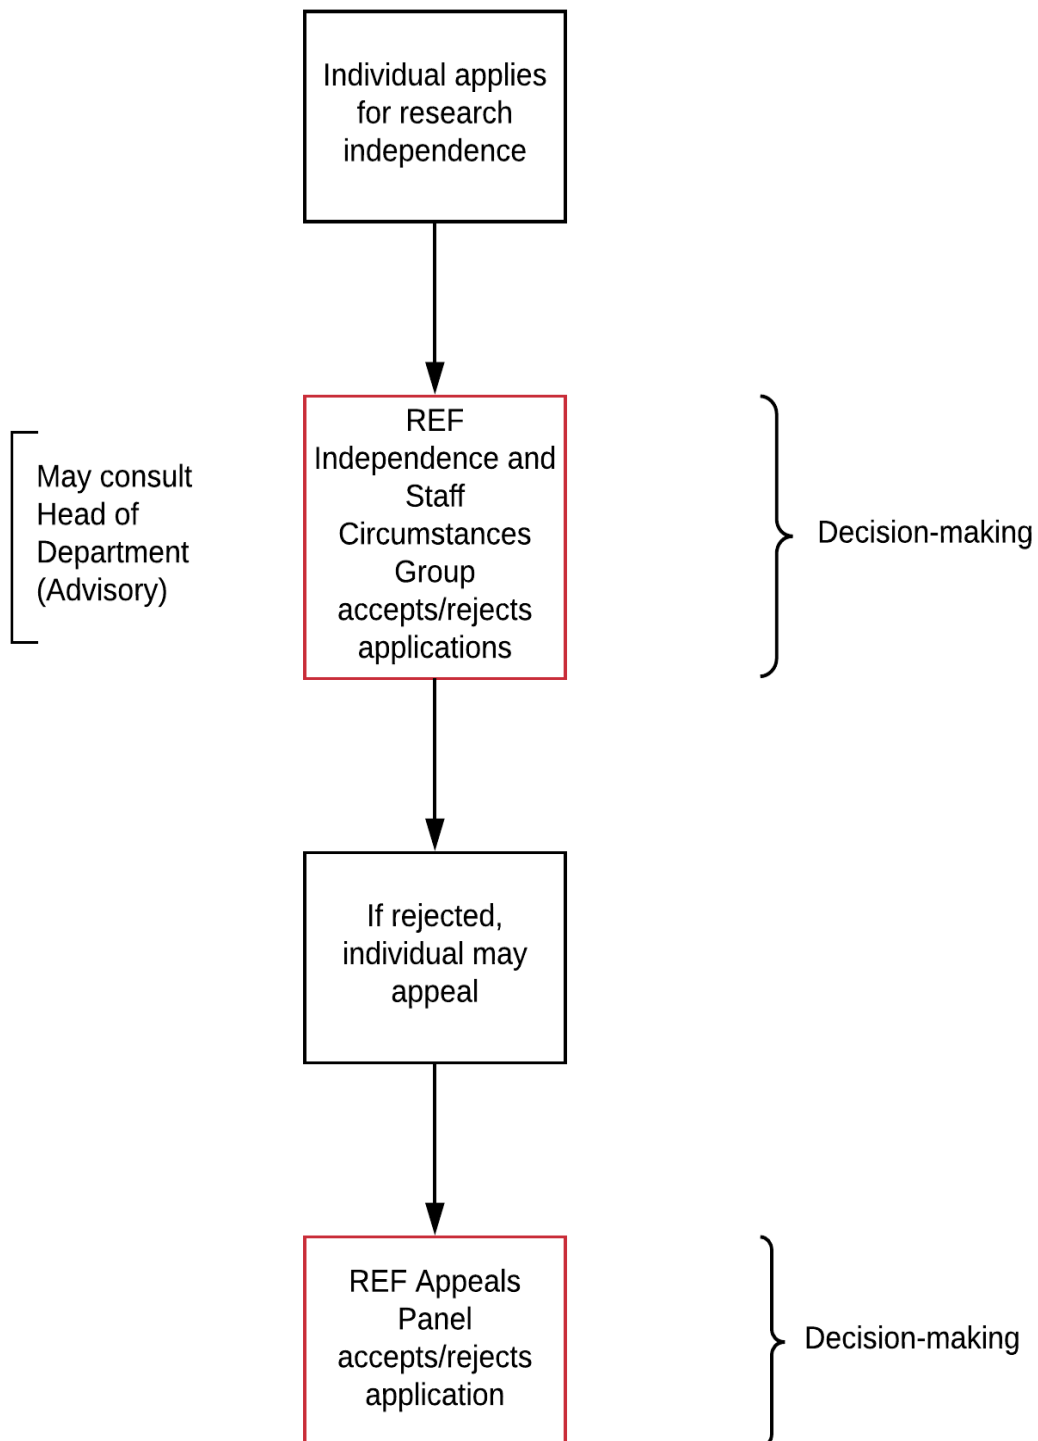 Individual applies
for research
independence
May consult
Head of
Department
(Advisory)
REF
Independence and
Staff
Circumstances
Group
accepts/rejects
applications
Decision-making
If rejected,
individual may
appeal
REF Appeals
Panel
accepts/rejects
application
Decision-making